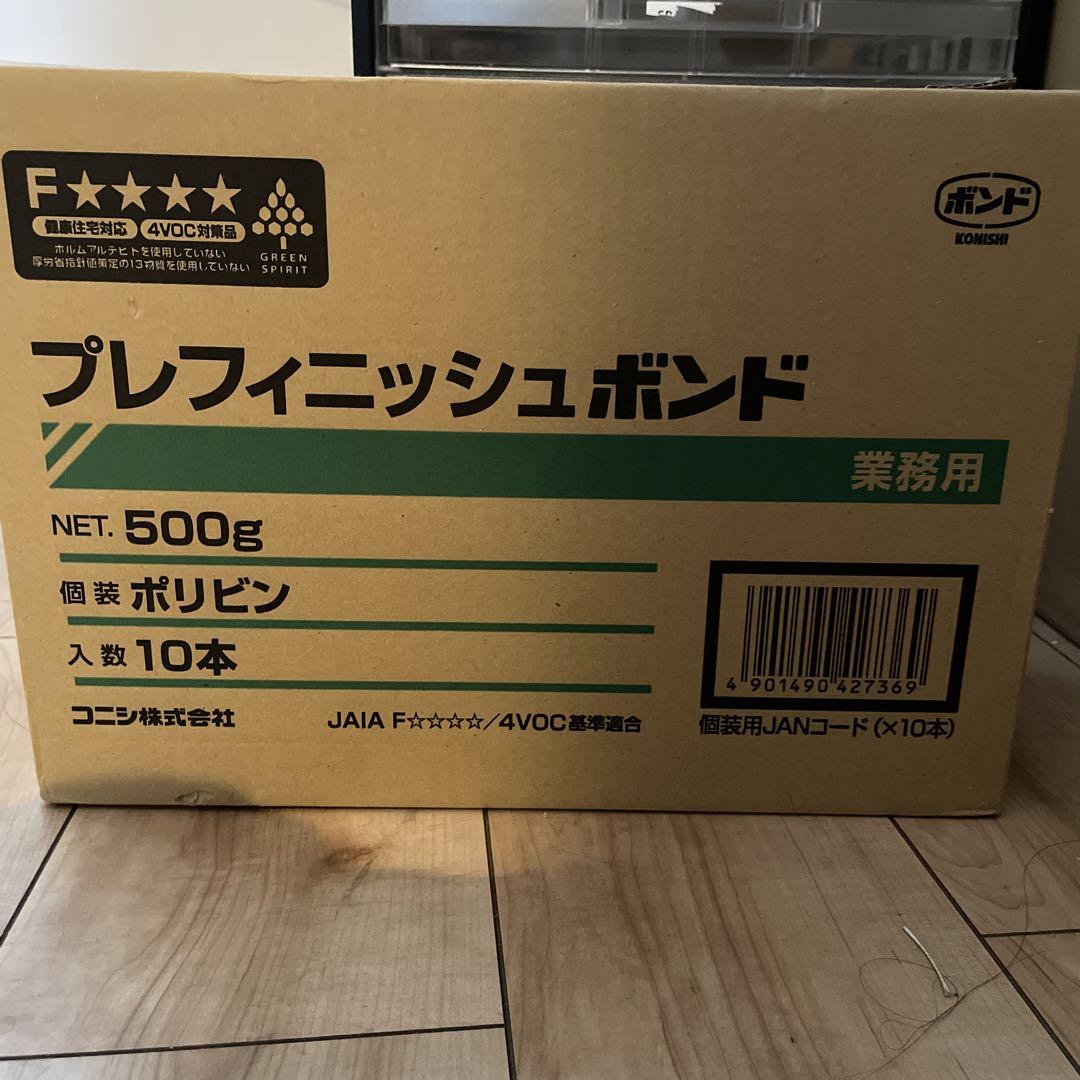 F★★★★
健康住宅対応 4VOC対策品
ホルムアルデヒトを使用していない
厚労省指針値策定の13物質を使用していない
GREEN
SPIRIT
ボンド
KONISHI
プレフィニッシュボンド
業務用
NET. 500g
個装 ポリビン
入数 10本
コニシ株式会社
JAIA F☆☆☆☆/4VOC基準適合
4 901490 427369
個装用JANコード(×10本)